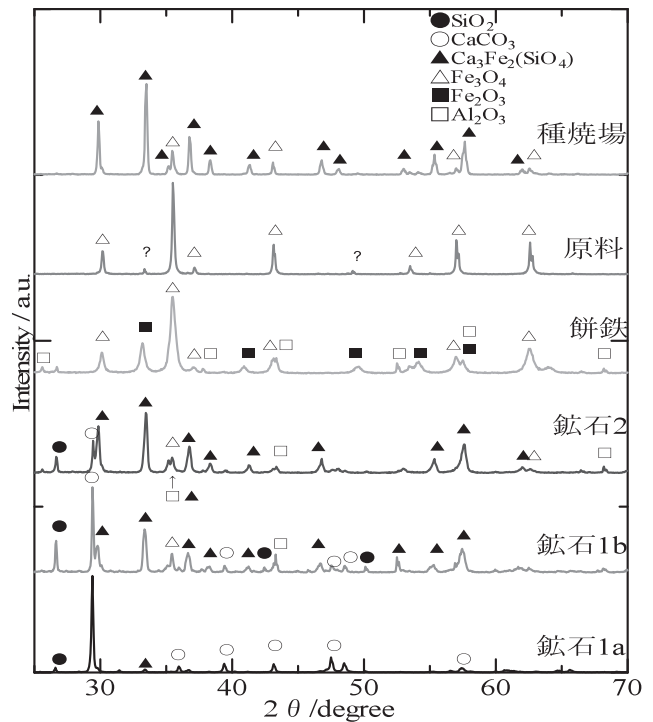 SiO2
CaCO3
Ca3Fe2(SiO4)
Fe3O4
Fe2O3
Al2O3
種焼場
? ?
原料
餅鉄
鉱石2
鉱石1b
鉱石1a
Intensity / a.u.
30 40 50 60 70
2 θ /degree